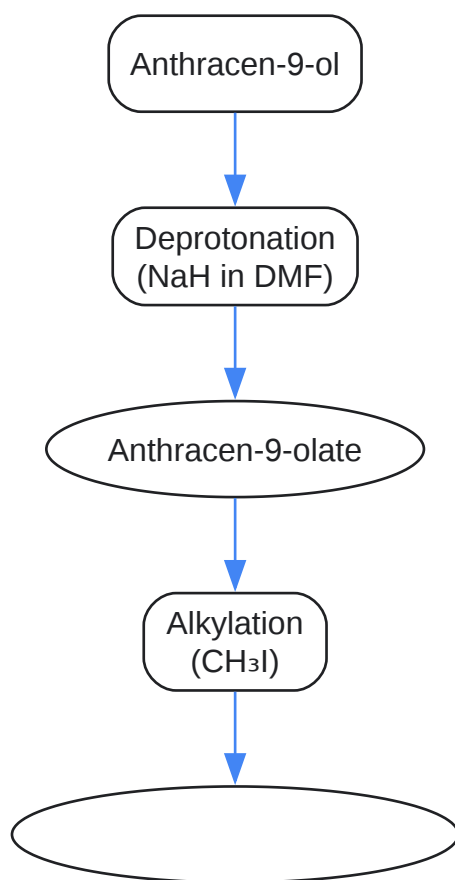 Anthracen-9-ol
Deprotonation
(NaH in DMF)
Anthracen-9-olate
Alkylation
(CH₃I)